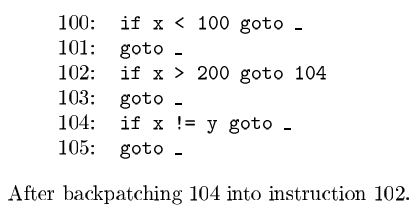 100: if x < 100 goto _
101: goto _
102: if x > 200 goto 104
103: goto _
104: if x != y goto _
105: goto _
After backpatching 104 into instruction 102.